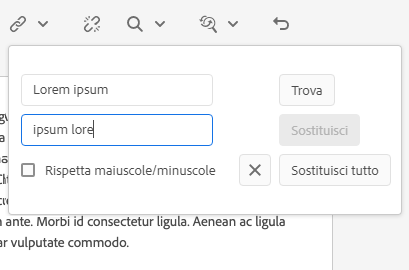 Lorem ipsum
Trova
ipsum lore
Sostituisci
Rispetta maiuscole/minuscole
Sostituisci tutto
ante. Morbi id consectetur ligula. Aenean ac ligula
vulputate commodo.